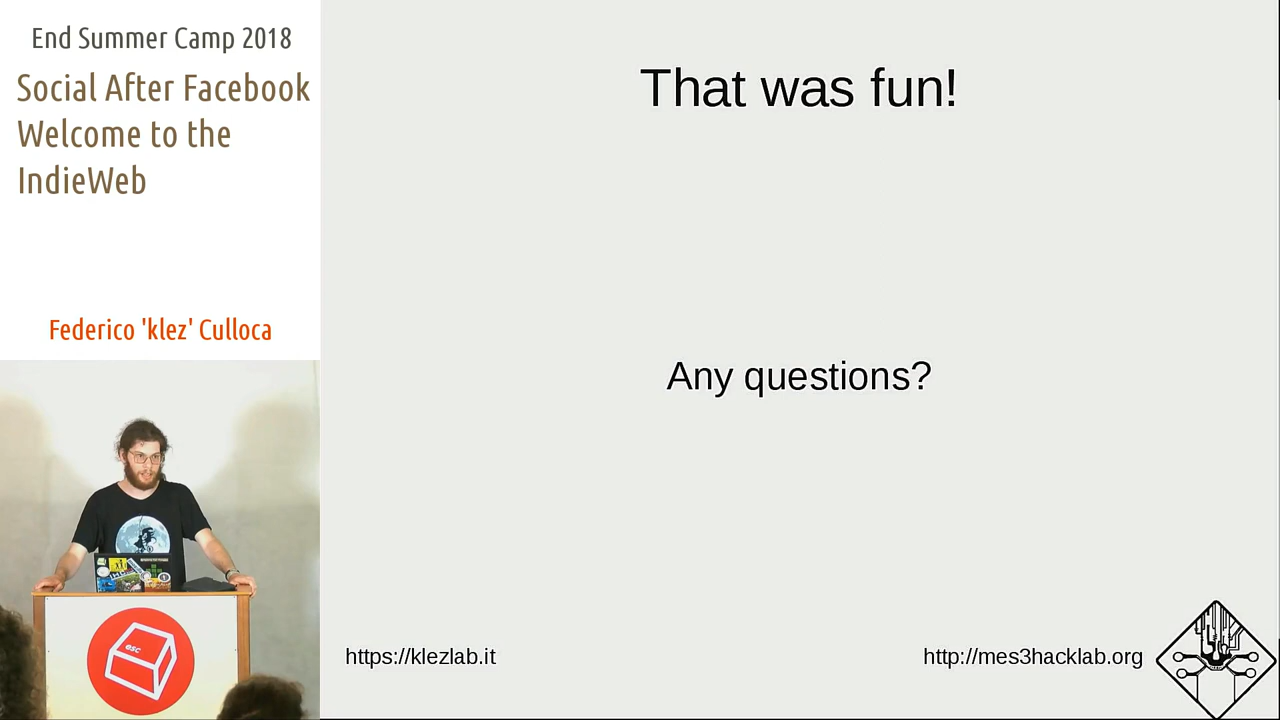 End Summer Camp 2018
Social After Facebook
Welcome to the
IndieWeb
Federico 'klez' Culloca
esc
That was fun!
Any questions?
https://klezlab.it
http://mes3hacklab.org